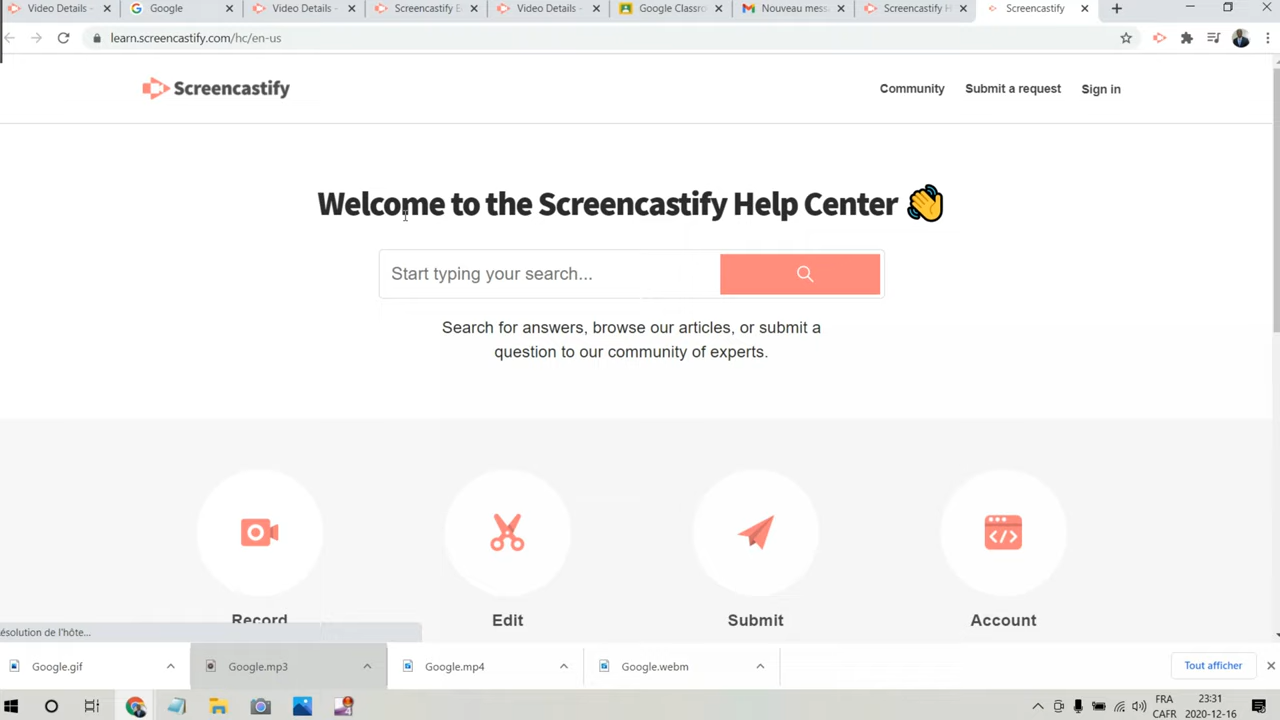 Video Details -
Google
Video Details -
Screencastify E
Video Details -
Google Classro
Nouveau mess
Screencastify H
Screencastify
learn.screencastify.com/hc/en-us
Screencastify
Community
Submit a request
Sign in
Welcome to the Screencastify Help Center
Start typing your search...
Search for answers, browse our articles, or submit a
question to our community of experts.
Record
Edit
Submit
Account
ésolution de l'hôte...
Google.gif
Google.mp3
Google.mp4
Google.webm
Tout afficher
FRA
CAFR
23:31
2020-12-16